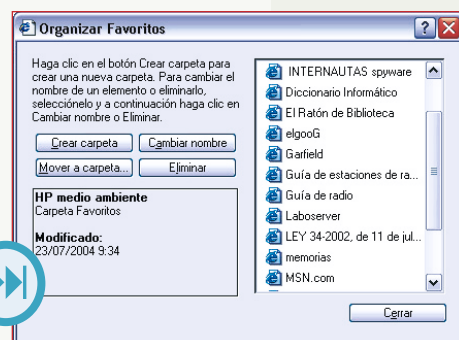 Organizar Favoritos
Haga clic en el botón Crear carpeta para
crear una nueva carpeta. Para cambiar el
nombre de un elemento o eliminarlo,
selecciónelo y a continuación haga clic en
Cambiar nombre o Eliminar.
Crear carpeta
Cambiar nombre
Mover a carpeta...
Eliminar
HP medio ambiente
Carpeta Favoritos
Modificado:
23/07/2004 9:34
INTERNAUTAS spyware
Diccionario Informático
El Ratón de Biblioteca
elgooG
Garfield
Guía de estaciones de ra...
Guía de radio
Laboserver
LEY 34-2002, de 11 de jul...
memorias
MSN.com
Cerrar